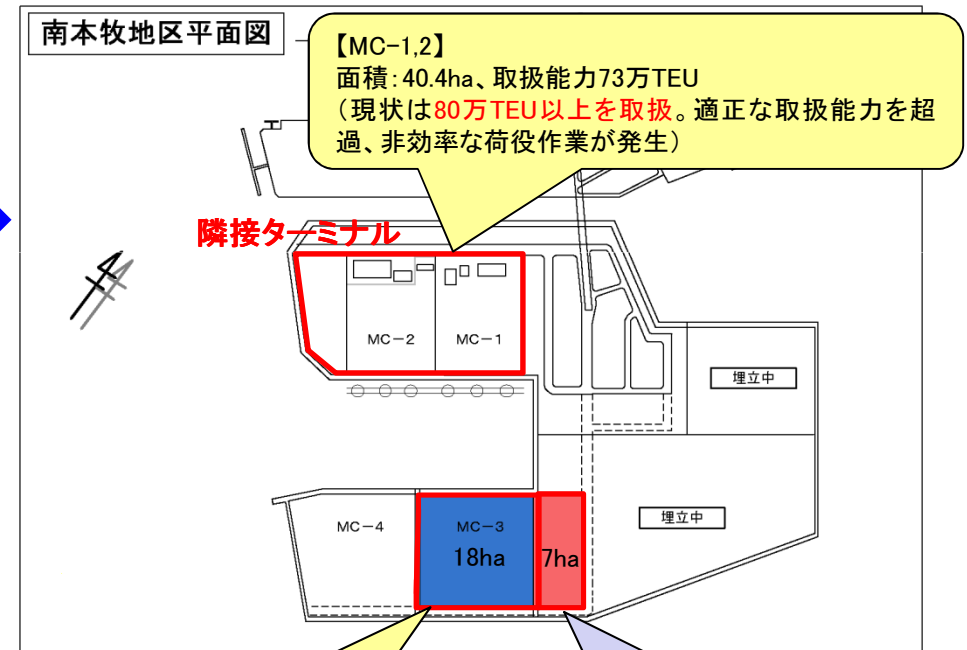 南本牧地区平面図
【MC-1,2】
面積：40.4ha、取扱能力73万TEU
（現状は80万TEU以上を取扱。適正な取扱能力を超
過、非効率な荷役作業が発生）
隣接ターミナル
MC－2
MC－1
埋立中
埋立中
MC－4
MC－3
18ha
7ha